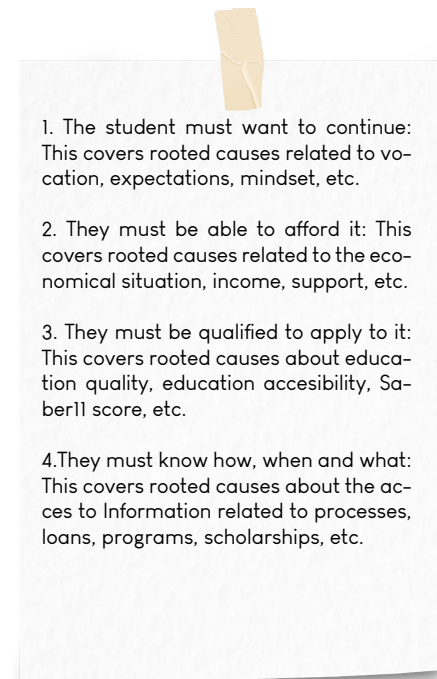 1. The student must want to continue:
This covers rooted causes related to vo-
cation, expectations, mindset, etc.
2. They must be able to afford it: This
covers rooted causes related to the eco-
nomical situation, income, support, etc.
3. They must be qualified to apply to it:
This covers rooted causes about educa-
tion quality, education accesibility, Sa-
ber11 score, etc.
4.They must know how, when and what:
This covers rooted causes about the ac-
ces to Information related to processes,
loans, programs, scholarships, etc.